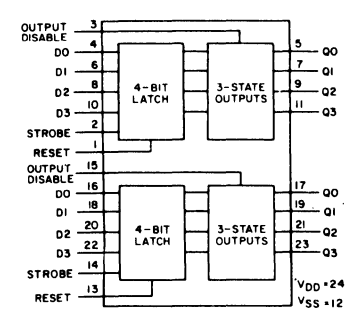 OUTPUT DISABLE 3
D0 4
D1 6
D2 8
D3 10
STROBE 2
RESET 1
4-BIT LATCH
3-STATE OUTPUTS
5 Q0
7 Q1
9 Q2
11 Q3
OUTPUT DISABLE 15
D0 16
D1 18
D2 20
D3 22
STROBE 14
RESET 13
4-BIT LATCH
3-STATE OUTPUTS
17 Q0
19 Q1
21 Q2
23 Q3
VDD =24
VSS =12